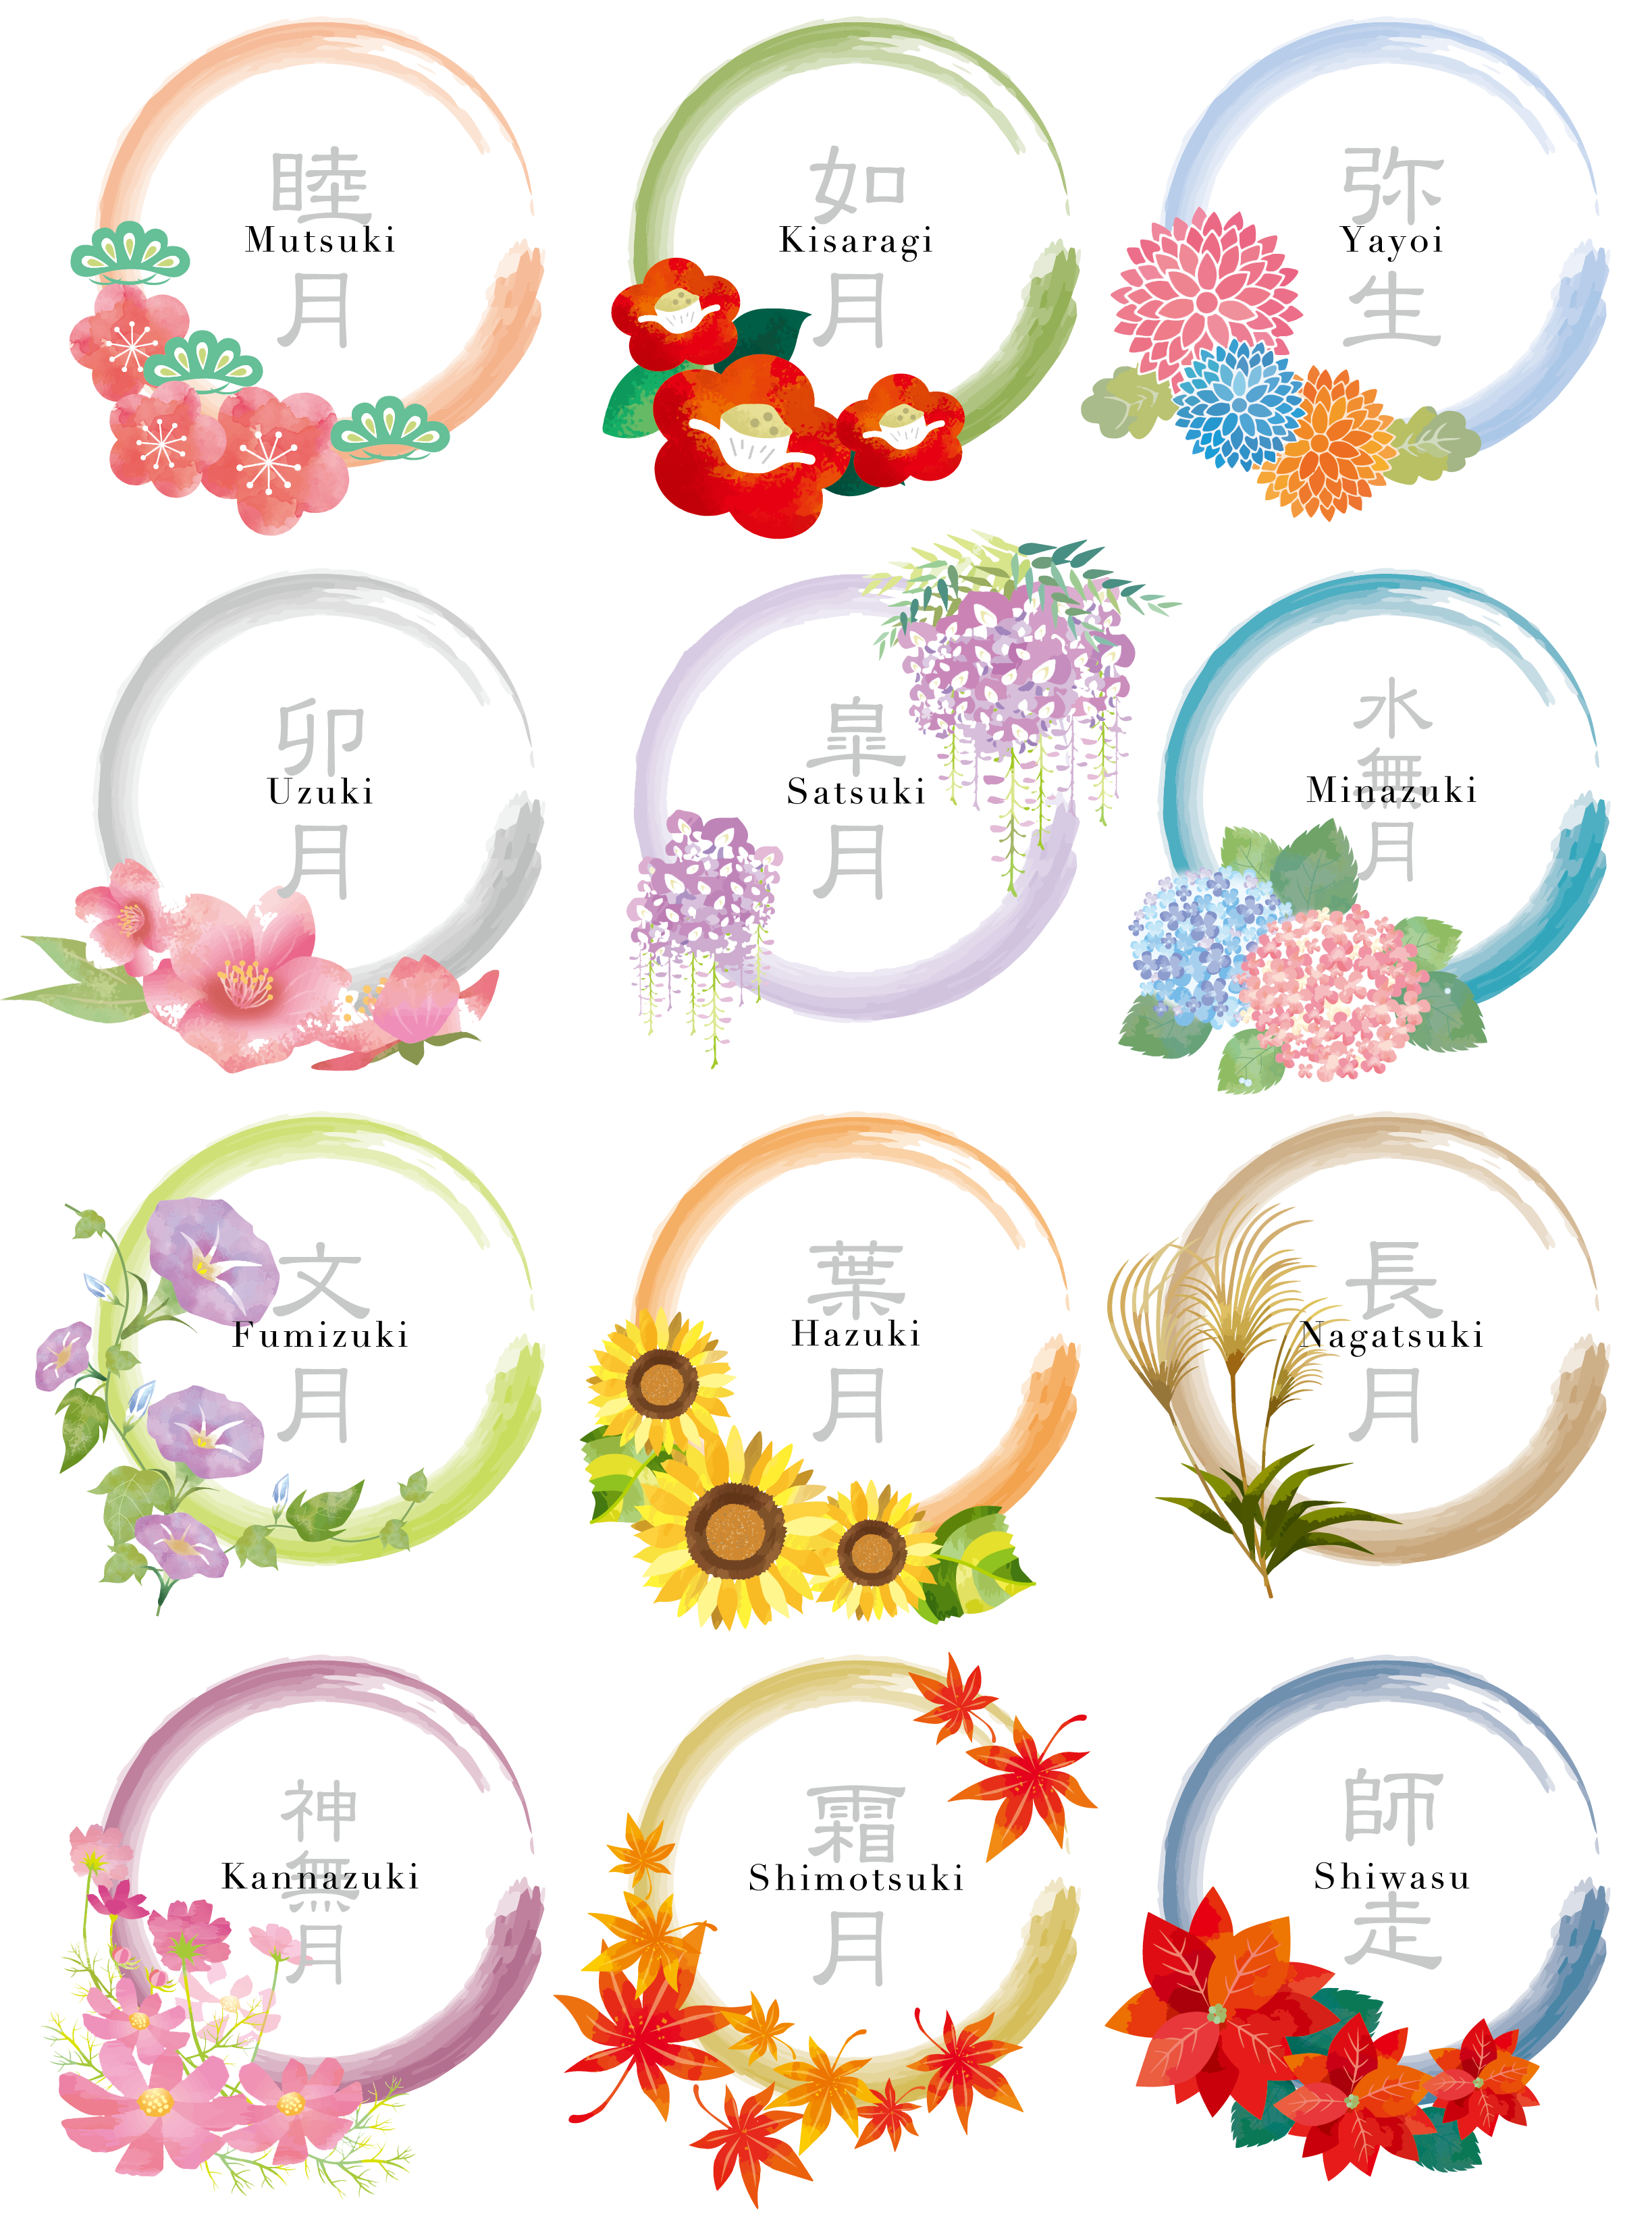 睦月
Mutsuki
如月
Kisaragi
弥生
Yayoi
卯月
Uzuki
皐月
Satsuki
水無月
Minazuki
文月
Fumizuki
葉月
Hazuki
長月
Nagatsuki
神無月
Kannazuki
霜月
Shimotsuki
師走
Shiwasu